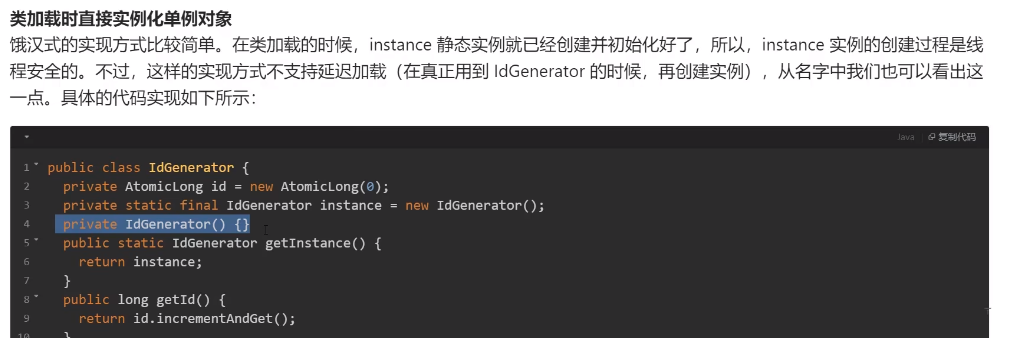 类加载时直接实例化单例对象
饿汉式的实现方式比较简单。在类加载的时候，instance 静态实例就已经创建并初始化好了，所以，instance 实例的创建过程是线
程安全的。不过，这样的实现方式不支持延迟加载（在真正用到 IdGenerator 的时候，再创建实例），从名字中我们也可以看出这
一点。具体的代码实现如下所示：
Java 复制代码
1 public class IdGenerator {
2 private AtomicLong id = new AtomicLong(0);
3 private static final IdGenerator instance = new IdGenerator();
4 private IdGenerator() {}
5 public static IdGenerator getInstance() {
6 return instance;
7 }
8 public long getId() {
9 return id.incrementAndGet();
10 }